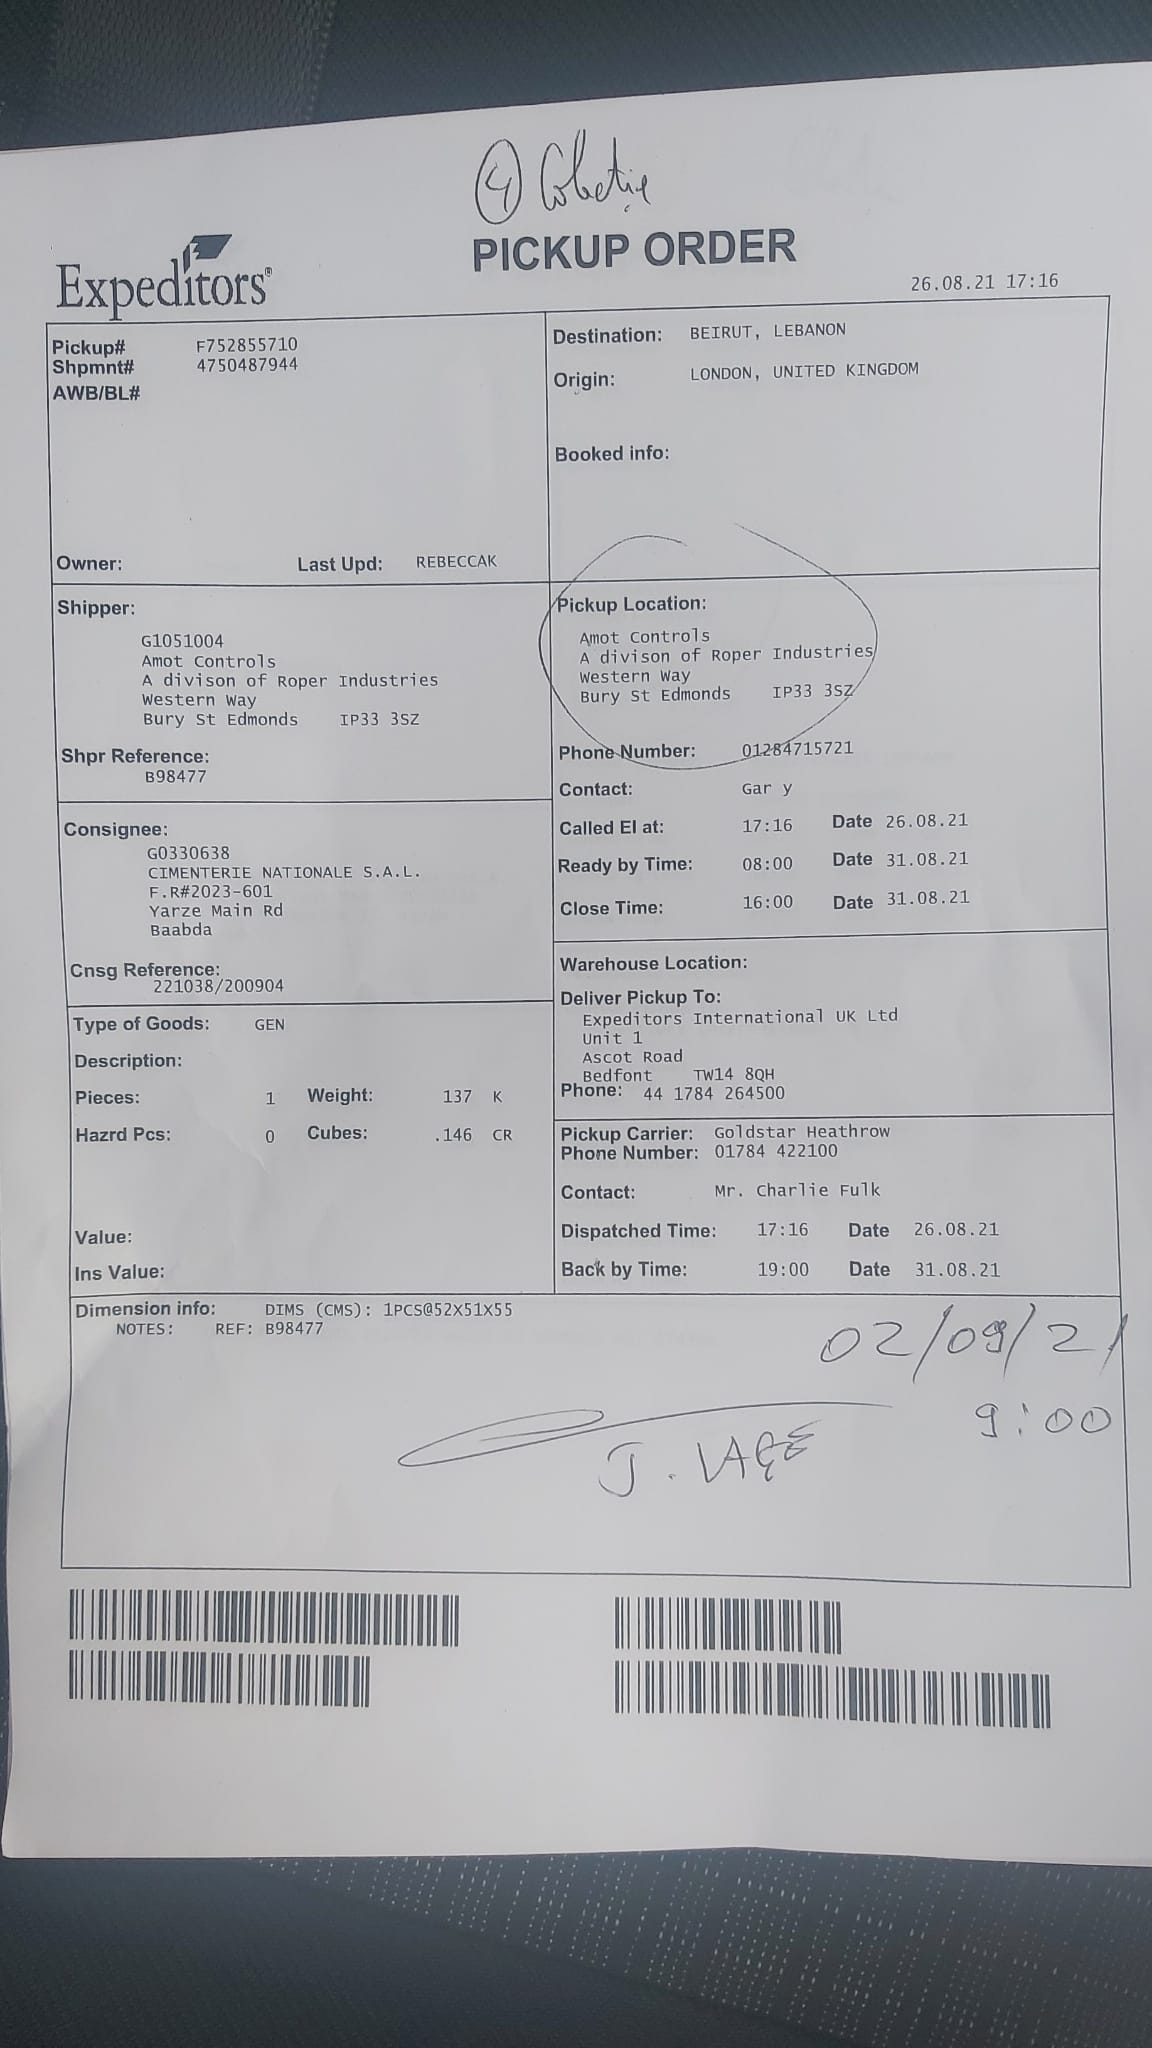 4
PICKUP ORDER
Expeditors®
26.08.21 17:16
Pickup# F752855710
Shpmnt# 4750487944
AWB/BL#
Owner: Last Upd: REBECCAK
Destination: BEIRUT, LEBANON
Origin: LONDON, UNITED KINGDOM
Booked info:
Shipper:
G1051004
Amot Controls
A divison of Roper Industries
Western Way
Bury St Edmonds IP33 3SZ
Shpr Reference:
B98477
Pickup Location:
Amot Controls
A divison of Roper Industries
Western Way
Bury St Edmonds IP33 3SZ
Phone Number: 01284715721
Contact: Gar y
Called EI at: 17:16 Date 26.08.21
Ready by Time: 08:00 Date 31.08.21
Close Time: 16:00 Date 31.08.21
Consignee:
G0330638
CIMENTERIE NATIONALE S.A.L.
F.R#2023-601
Yarze Main Rd
Baabda
Cnsg Reference:
221038/200904
Warehouse Location:
Deliver Pickup To:
Expeditors International UK Ltd
Unit 1
Ascot Road
Bedfont TW14 8QH
Phone: 44 1784 264500
Type of Goods: GEN
Description:
Pieces: 1 Weight: 137 K
Hazrd Pcs: 0 Cubes: .146 CR
Value:
Ins Value:
Pickup Carrier: Goldstar Heathrow
Phone Number: 01784 422100
Contact: Mr. Charlie Fulk
Dispatched Time: 17:16 Date 26.08.21
Back by Time: 19:00 Date 31.08.21
Dimension info: DIMS (CMS): 1PCS@52X51X55
NOTES: REF: B98477
02/09/21
9:00
J.